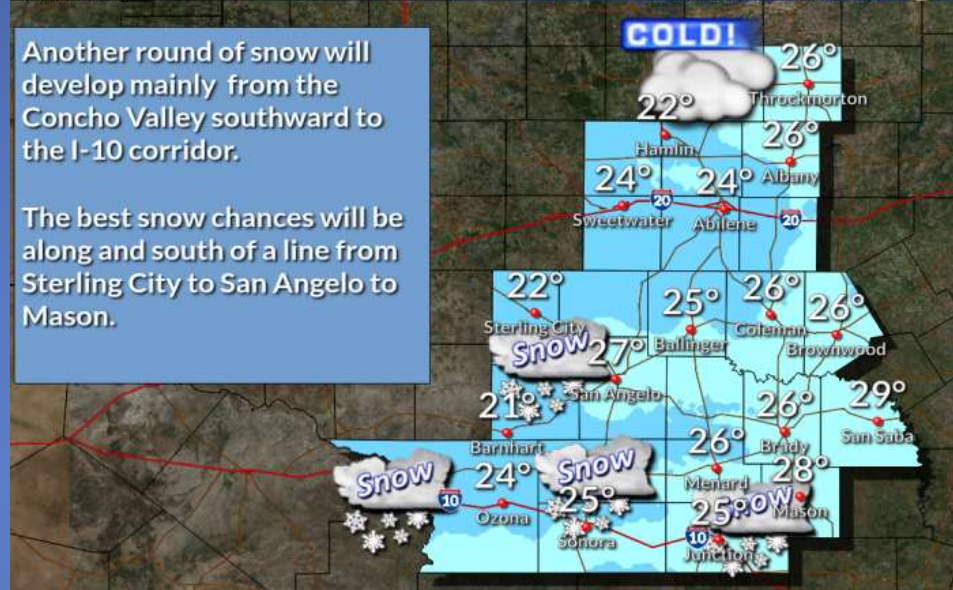 Another round of snow will
develop mainly from the
Concho Valley southward to
the I-10 corridor.
The best snow chances will be
along and south of a line from
Sterling City to San Angelo to
Mason.
COLD!
26°
Throckmorton
22°
Hamlin
26°
Albany
24°
Sweetwater
20
24°
Abilene
20
22°
Sterling City
Snow
27°
San Angelo
25°
Ballinger
26°
Coleman
26°
Brownwood
21°
Barnhart
26°
Brady
29°
San Saba
Snow
10
24°
Ozona
Snow
25°
Sonora
26°
Menard
28°
Mason
Snow
25°
10
Junction